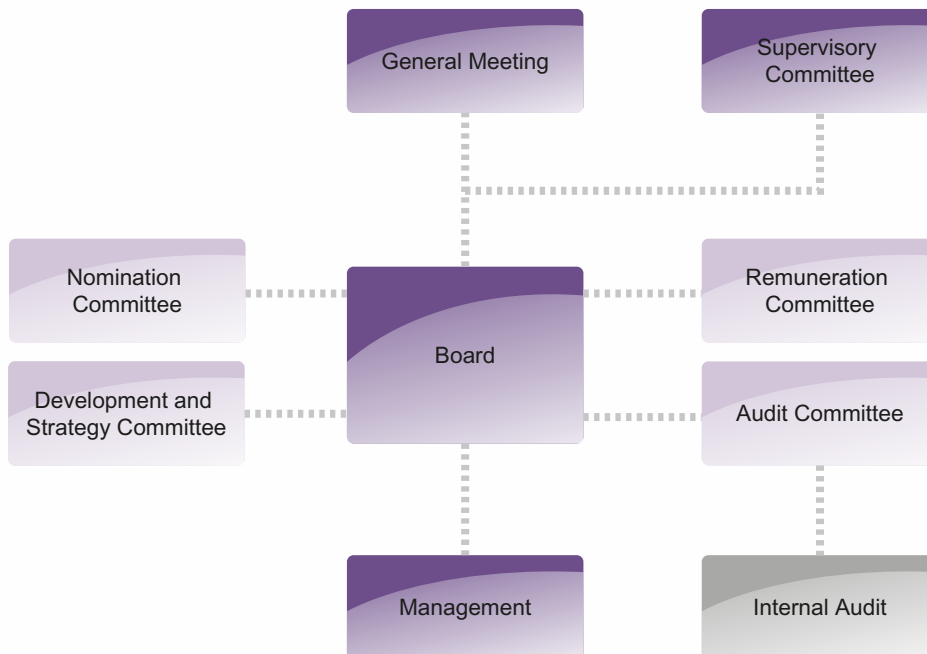 General Meeting
Supervisory
Committee
Nomination
Committee
Remuneration
Committee
Board
Development and
Strategy Committee
Audit Committee
Management
Internal Audit